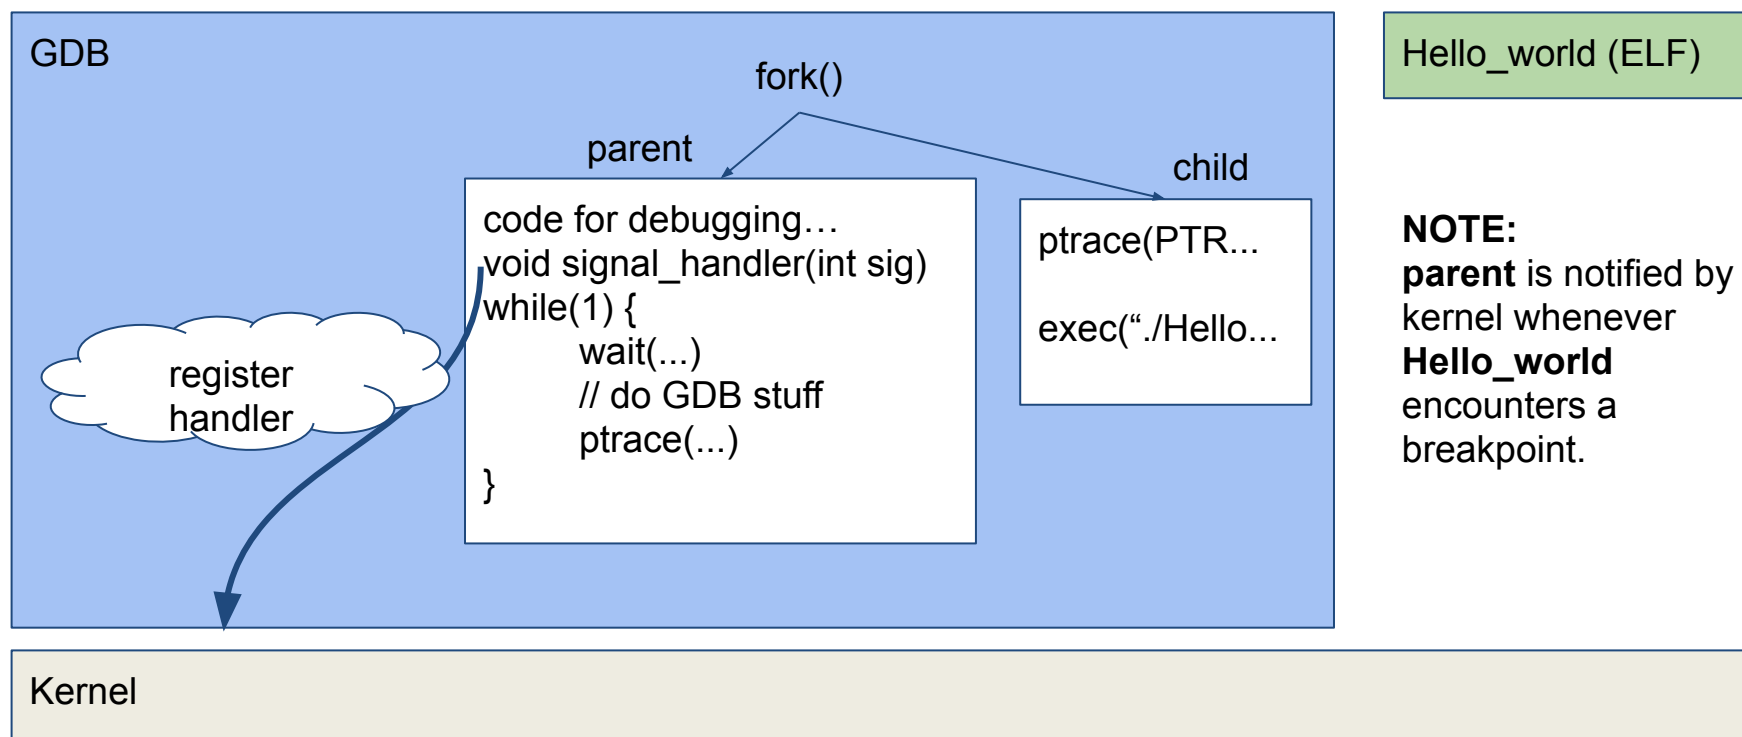 GDB
fork()
parent
child
code for debugging…
void signal_handler(int sig)
while(1) {
wait(...)
// do GDB stuff
ptrace(...)
}
ptrace(PTR...
exec(“./Hello...
register
handler
Hello_world (ELF)
NOTE:
parent is notified by
kernel whenever
Hello_world
encounters a
breakpoint.
Kernel